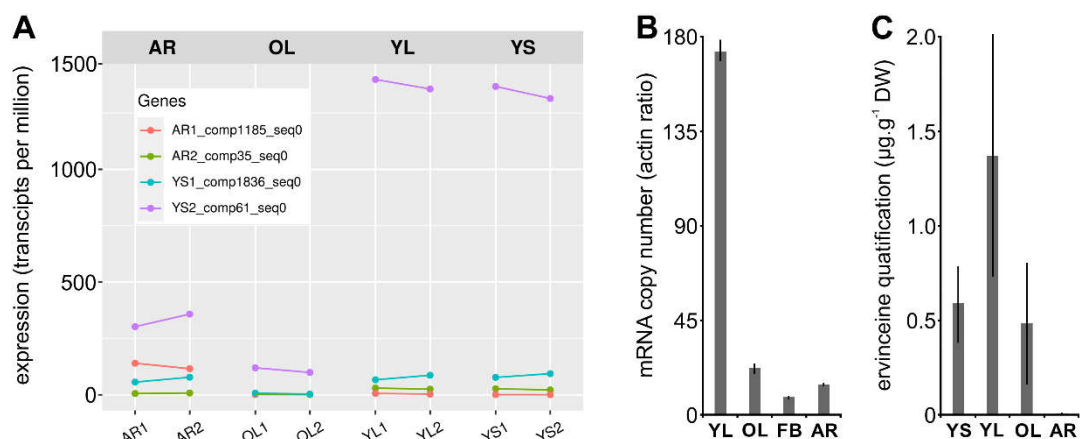 A
AR OL YL YS
expression (transcipts per million)
1500
1000
500
0
Genes
AR1_comp1185_seq0
AR2_comp35_seq0
YS1_comp1836_seq0
YS2_comp61_seq0
AR1 AR2 OL1 OL2 YL1 YL2 YS1 YS2
B
mRNA copy number (actin ratio)
180
135
90
45
0
YL OL FB AR
C
ervinceine quatification (µg.g-1 DW)
2.0
1.5
1.0
0.5
0
YS YL OL AR